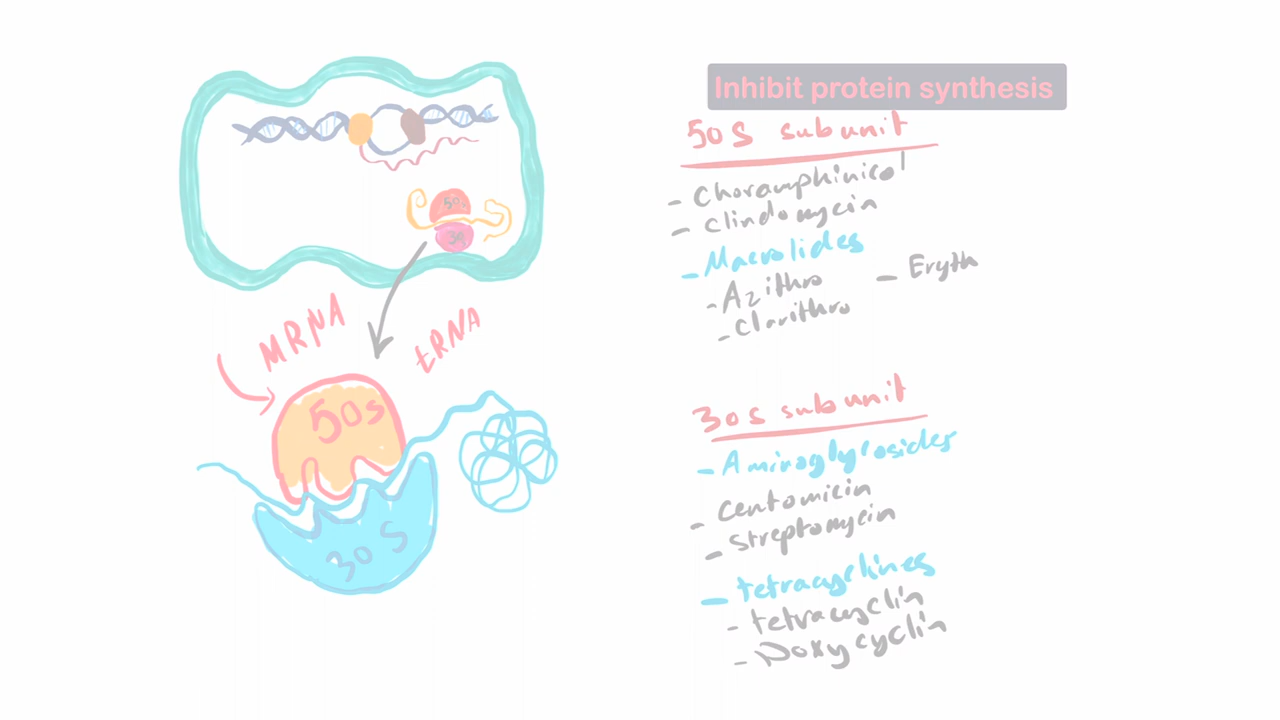 Inhibit protein synthesis
50S subunit
- Choramphinicol
- Clindomycin
- Macrolides
- Azithro - Eryth
- Clarithro
50s
30
MRNA
tRNA
50s
30S
30s subunit
- Aminoglycosides
- Gentomicin
- Streptomycin
- tetracyclines
- tetracyclin
- Doxycyclin